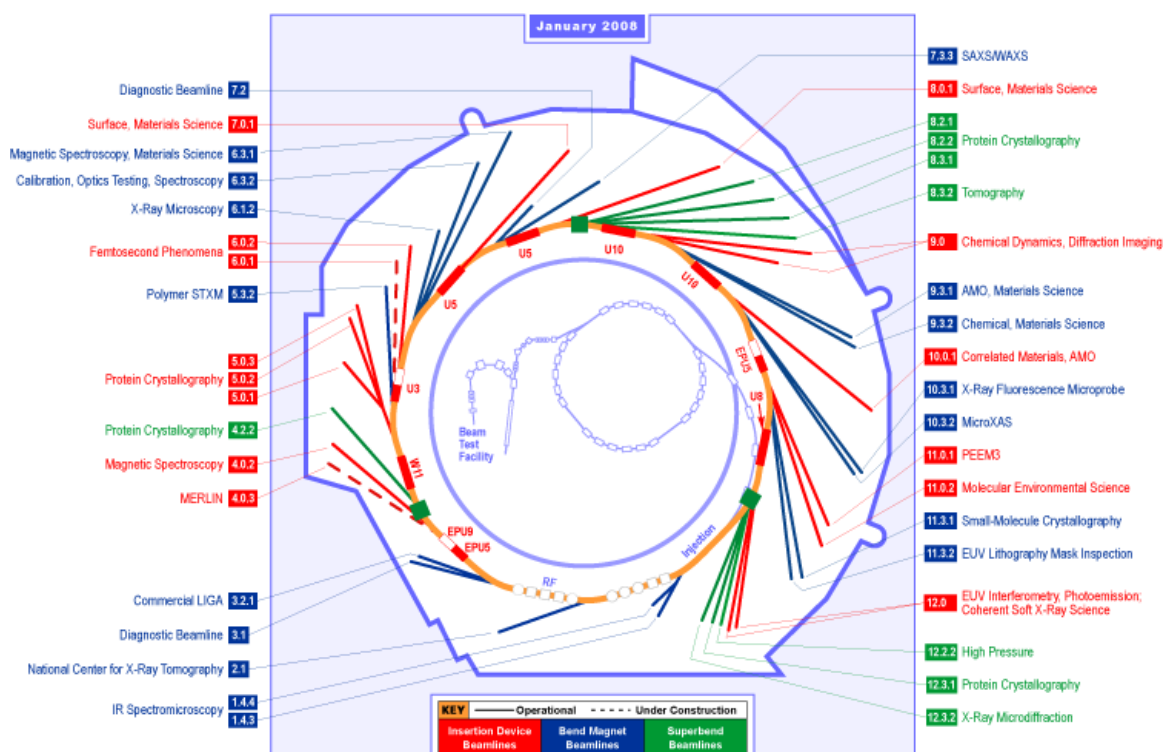 January 2008
Diagnostic Beamline 7.2
Surface, Materials Science 7.0.1
Magnetic Spectroscopy, Materials Science 6.3.1
Calibration, Optics Testing, Spectroscopy 6.3.2
X-Ray Microscopy 6.1.2
6.0.2
Femtosecond Phenomena
6.0.1
Polymer STXM 5.3.2
5.0.3
Protein Crystallography 5.0.2
5.0.1
Protein Crystallography 4.2.2
Magnetic Spectroscopy 4.0.2
MERLIN 4.0.3
Commercial LIGA 3.2.1
Diagnostic Beamline 3.1
National Center for X-Ray Tomography 2.1
1.4.4
IR Spectromicroscopy
1.4.3
7.3.3 SAXS/WAXS
8.0.1 Surface, Materials Science
8.2.1
8.2.2 Protein Crystallography
8.3.1
8.3.2 Tomography
9.0 Chemical Dynamics, Diffraction Imaging
9.3.1 AMO, Materials Science
9.3.2 Chemical, Materials Science
10.0.1 Correlated Materials, AMO
10.3.1 X-Ray Fluorescence Microprobe
10.3.2 MicroXAS
11.0.1 PEEM3
11.0.2 Molecular Environmental Science
11.3.1 Small-Molecule Crystallography
11.3.2 EUV Lithography Mask Inspection
12.0 EUV Interferometry, Photoemission;
Coherent Soft X-Ray Science
12.2.2 High Pressure
12.3.1 Protein Crystallography
12.3.2 X-Ray Microdiffraction
U5
U5
U10
U10
EPU5
U8
U3
W11
EPU9
EPU5
RF
Injection
Beam
Test
Facility
KEY Operational Under Construction
Insertion Device
Beamlines
Bend Magnet
Beamlines
Superbend
Beamlines